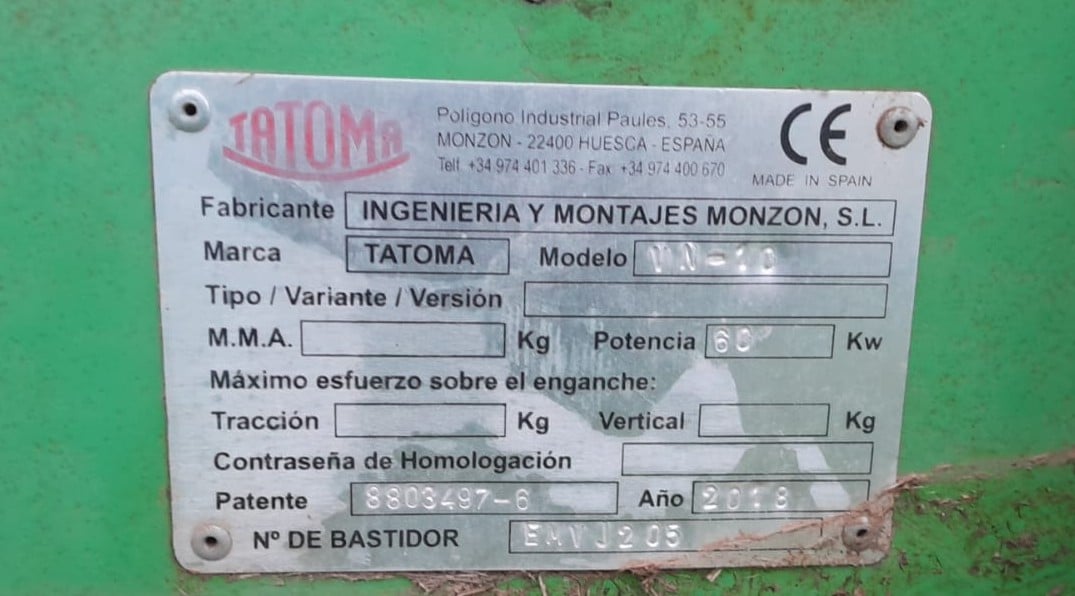 TATOMA
Polígono Industrial Paules, 53-55
MONZON - 22400 HUESCA - ESPAÑA
Telf. +34 974 401 336 - Fax: +34 974 400 670
CE
MADE IN SPAIN
Fabricante INGENIERIA Y MONTAJES MONZON, S.L.
Marca TATOMA Modelo VN-10
Tipo / Variante / Versión
M.M.A. Kg Potencia 60 Kw
Máximo esfuerzo sobre el enganche:
Tracción Kg Vertical Kg
Contraseña de Homologación
Patente 8803497-6 Año 2018
Nº DE BASTIDOR EMVJ205